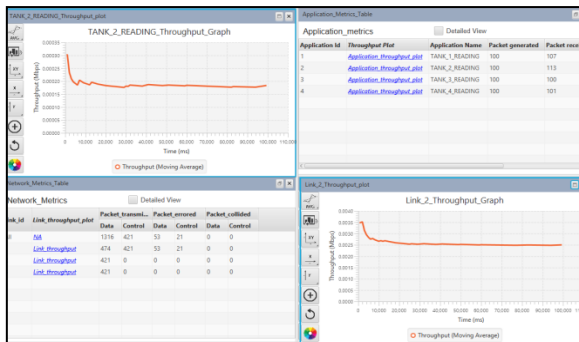 TANK_2_READING_Throughput_plot
TANK_2_READING_Throughput_Graph
Throughput (Mbps)
0.00035
0.00030
0.00025
0.00020
0.00015
0.00010
0.00005
0.00000
0 10,000 20,000 30,000 40,000 50,000 60,000 70,000 80,000 90,000 100,000 110,000
Time (ms)
Throughput (Moving Average)
Application_Metrics_Table
Application_metrics Detailed View
Application Id Throughput Plot Application Name Packet generated Packet rece
1 Application_throughput_plot TANK_1_READING 100 107
2 Application_throughput_plot TANK_2_READING 100 113
3 Application_throughput_plot TANK_3_READING 100 100
4 Application_throughput_plot TANK_4_READING 100 101
Network_Metrics_Table
Network_Metrics Detailed View
nk_id Link_throughput_plot Packet_transmi... Packet_errored Packet_collided
Data Control Data Control Data Control
NA 1316 421 53 21 0 0
Link_throughput 474 421 53 21 0 0
Link_throughput 421 0 0 0 0 0
Link_throughput 421 0 0 0 0 0
Link_2_Throughput_plot
Link_2_Throughput_Graph
Throughput (Mbps)
0.0040
0.0035
0.0030
0.0025
0.0020
0.0015
0.0010
0.0005
0.0000
0 10,000 20,000 30,000 40,000 50,000 60,000 70,000 80,000 90,000 100,000 110,0
Time (ms)
Throughput (Moving Average)